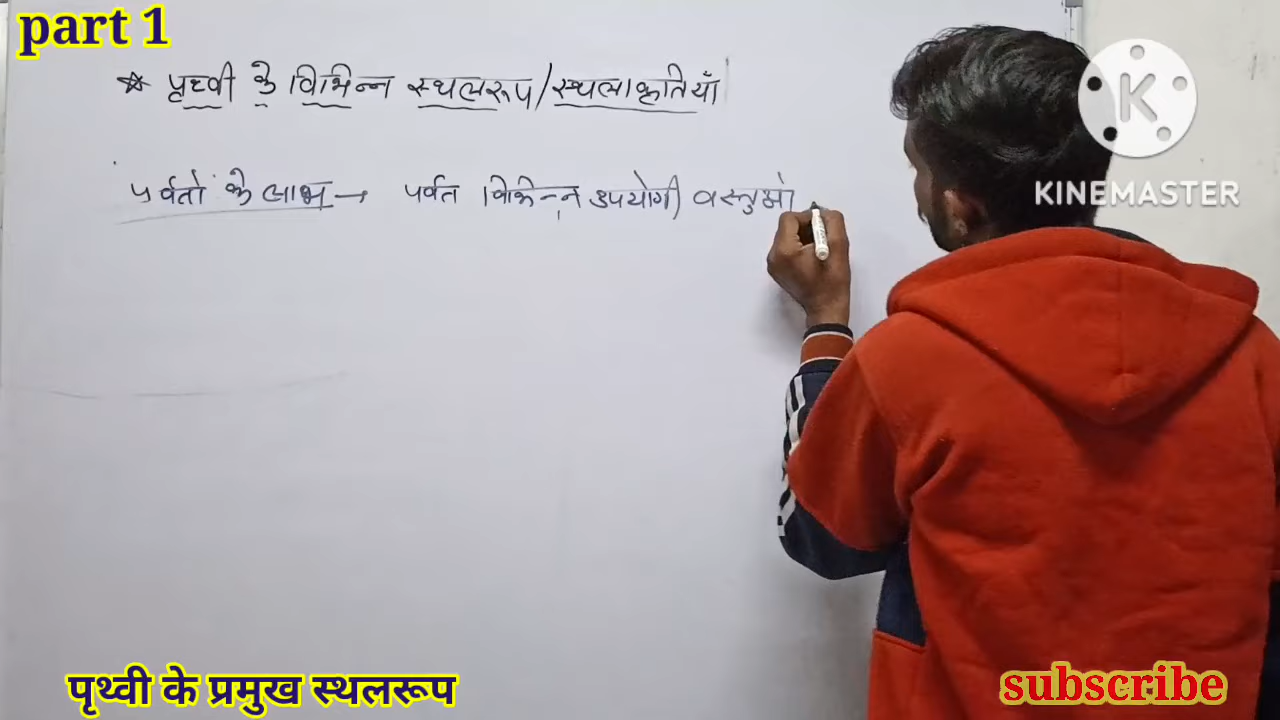 part 1
* पृथ्वी के विभिन्न स्थलरूप/स्थलाकृतियाँ
पर्वतों के लाभ → पर्वत विभिन्न उपयोगी वस्तुओं
K
KINEMASTER
पृथ्वी के प्रमुख स्थलरूप
subscribe